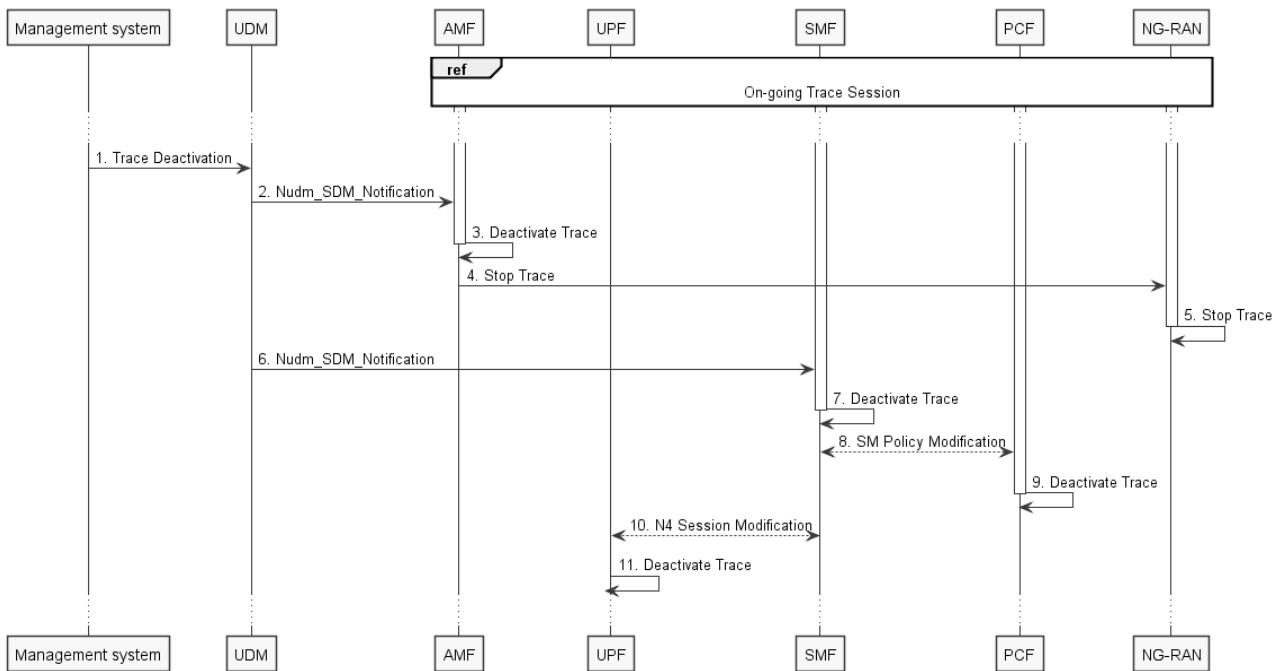 Management system
UDM
AMF
UPF
SMF
PCF
NG-RAN
ref
On-going Trace Session
1. Trace Deactivation
2. Nudm_SDM_Notification
3. Deactivate Trace
4. Stop Trace
5. Stop Trace
6. Nudm_SDM_Notification
7. Deactivate Trace
8. SM Policy Modification
9. Deactivate Trace
10. N4 Session Modification
11. Deactivate Trace
Management system
UDM
AMF
UPF
SMF
PCF
NG-RAN